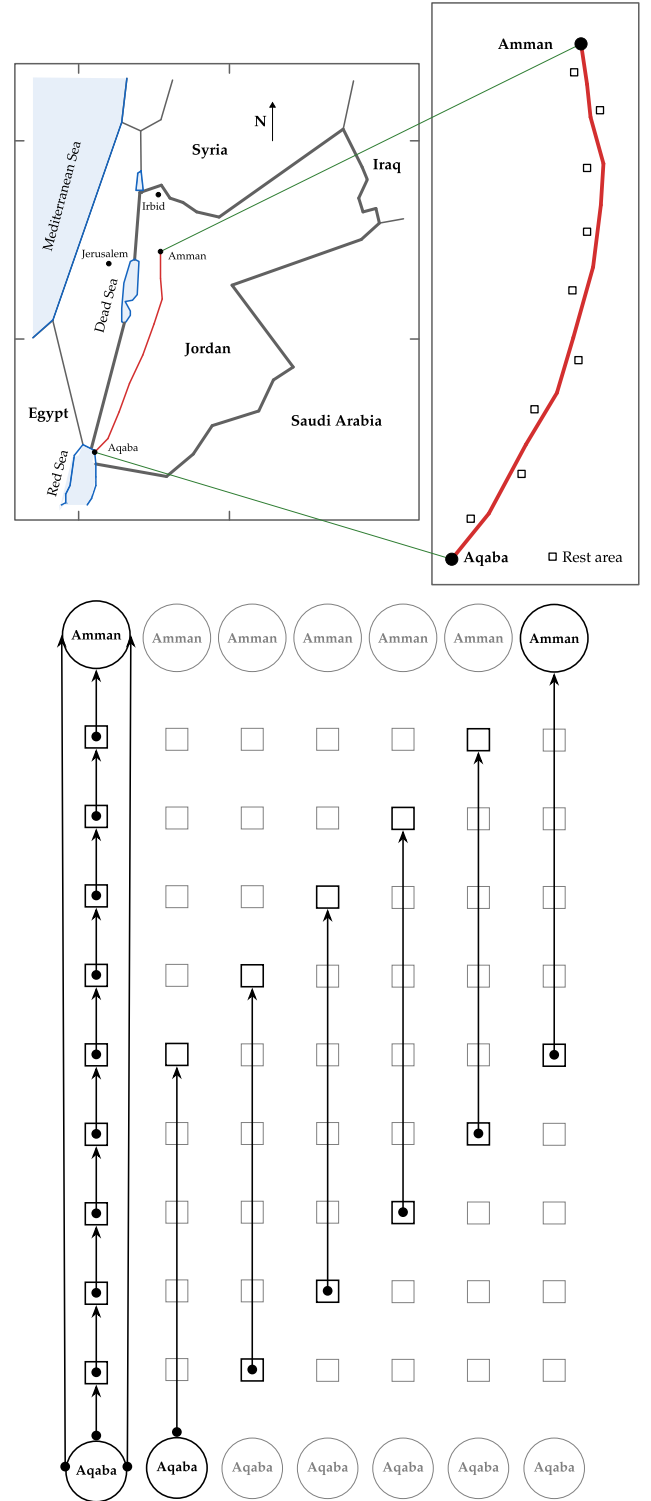 Amman
N
Syria
Iraq
Mediterranean Sea
Irbid
Jerusalem
Amman
Dead Sea
Jordan
Egypt
Saudi Arabia
Red Sea
Aqaba
Aqaba
Rest area
Amman Amman Amman Amman Amman Amman Amman
Aqaba Aqaba Aqaba Aqaba Aqaba Aqaba Aqaba